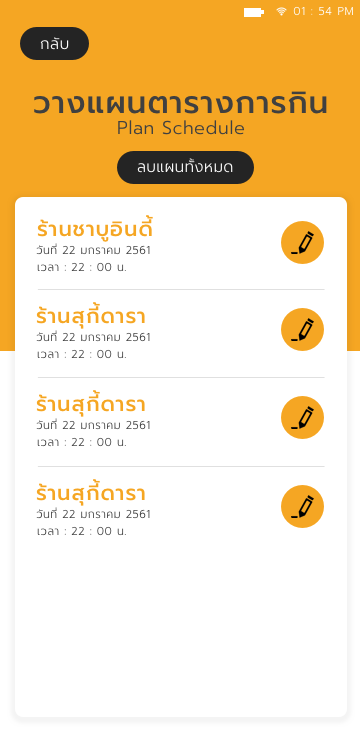 01 : 54 PM
กลับ
วางแผนตารางการกิน
Plan Schedule
ลบแผนทั้งหมด
ร้านชาบูอินดี้
วันที่ 22 มกราคม 2561
เวลา : 22 : 00 น.
ร้านสุกี้ดารา
วันที่ 22 มกราคม 2561
เวลา : 22 : 00 น.
ร้านสุกี้ดารา
วันที่ 22 มกราคม 2561
เวลา : 22 : 00 น.
ร้านสุกี้ดารา
วันที่ 22 มกราคม 2561
เวลา : 22 : 00 น.